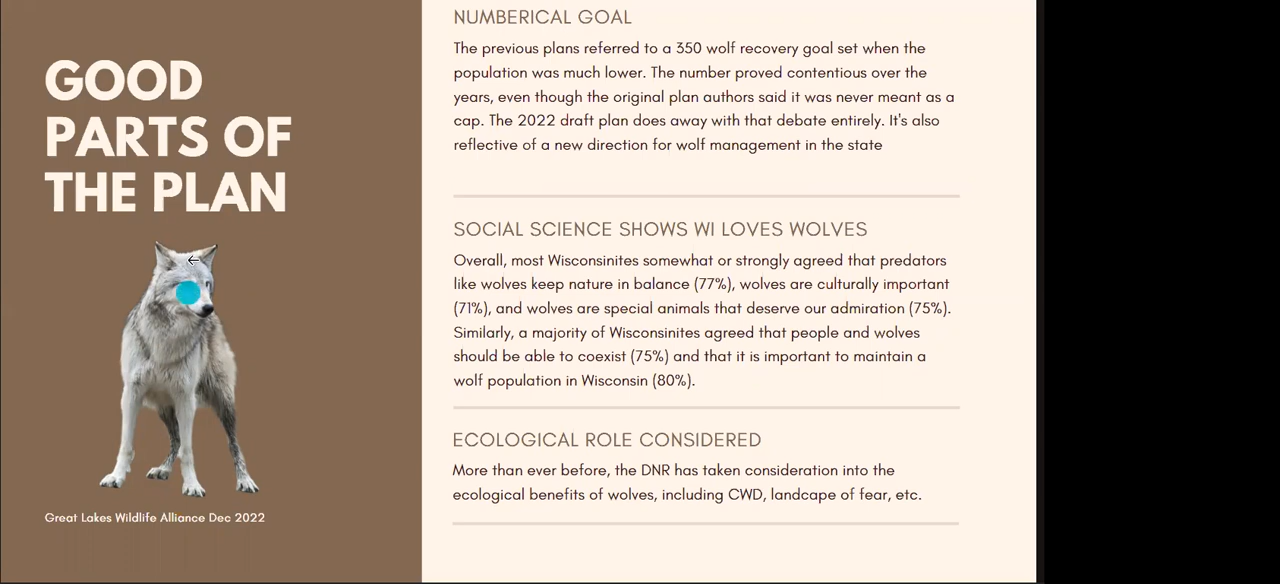 GOOD
PARTS OF
THE PLAN
Great Lakes Wildlife Alliance Dec 2022
NUMBERICAL GOAL
The previous plans referred to a 350 wolf recovery goal set when the
population was much lower. The number proved contentious over the
years, even though the original plan authors said it was never meant as a
cap. The 2022 draft plan does away with that debate entirely. It's also
reflective of a new direction for wolf management in the state
SOCIAL SCIENCE SHOWS WI LOVES WOLVES
Overall, most Wisconsinites somewhat or strongly agreed that predators
like wolves keep nature in balance (77%), wolves are culturally important
(71%), and wolves are special animals that deserve our admiration (75%).
Similarly, a majority of Wisconsinites agreed that people and wolves
should be able to coexist (75%) and that it is important to maintain a
wolf population in Wisconsin (80%).
ECOLOGICAL ROLE CONSIDERED
More than ever before, the DNR has taken consideration into the
ecological benefits of wolves, including CWD, landcape of fear, etc.